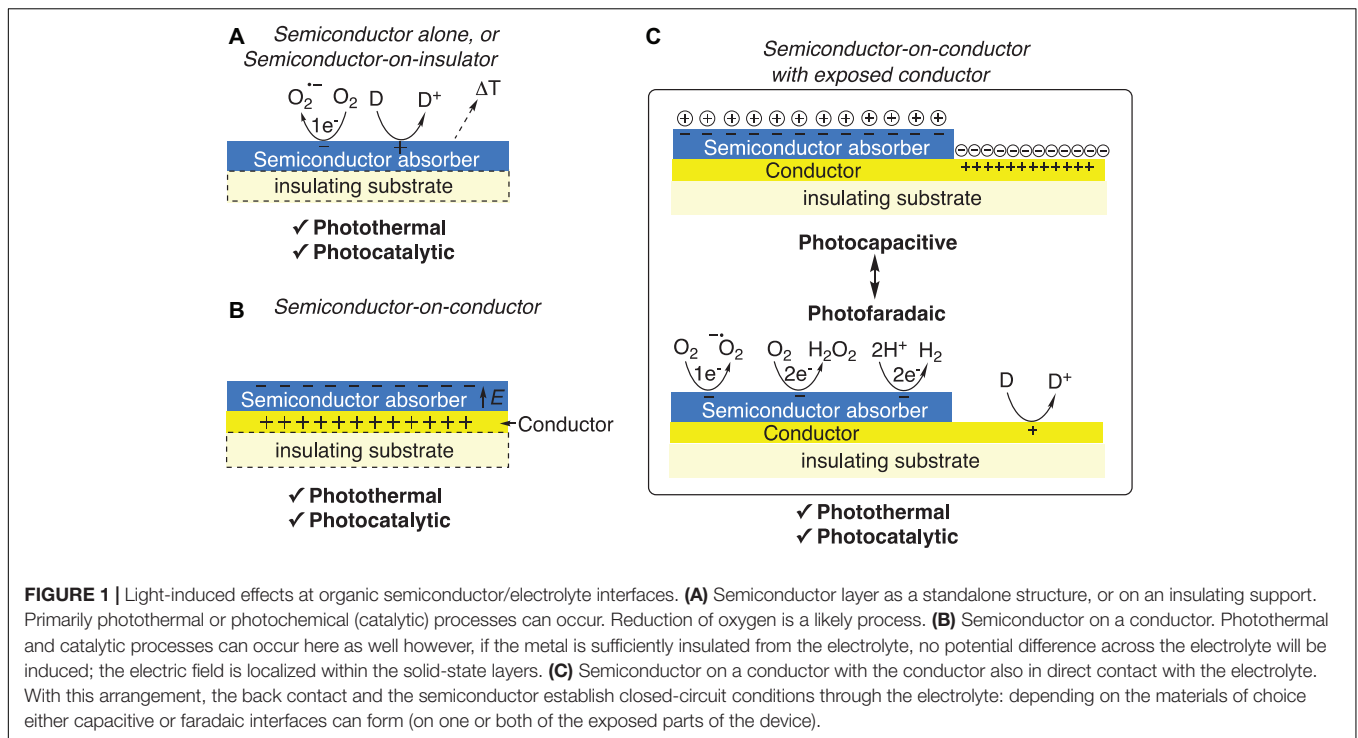 A
Semiconductor alone, or
Semiconductor-on-insulator
O₂•− O₂ D D⁺ ΔT
1e⁻
− +
Semiconductor absorber
insulating substrate
✓ Photothermal
✓ Photocatalytic
B
Semiconductor-on-conductor
− − − − − − − − − −
Semiconductor absorber E
++++++++++++ Conductor
insulating substrate
✓ Photothermal
✓ Photocatalytic
C
Semiconductor-on-conductor
with exposed conductor
⊕ ⊕ ⊕ ⊕ ⊕ ⊕ ⊕ ⊕ ⊕ ⊕ ⊕
− − − − − − − − − − −
Semiconductor absorber ⊖⊖⊖⊖⊖⊖⊖⊖⊖⊖⊖⊖
Conductor ++++++++++++
insulating substrate
Photocapacitive
Photofaradaic
O₂ −•O₂ O₂ H₂O₂ 2H⁺ H₂ D D⁺
1e⁻ 2e⁻ 2e⁻
− − −
Semiconductor absorber
Conductor +
insulating substrate
✓ Photothermal
✓ Photocatalytic
FIGURE 1 | Light-induced effects at organic semiconductor/electrolyte interfaces. (A) Semiconductor layer as a standalone structure, or on an insulating support.
Primarily photothermal or photochemical (catalytic) processes can occur. Reduction of oxygen is a likely process. (B) Semiconductor on a conductor. Photothermal
and catalytic processes can occur here as well however, if the metal is sufficiently insulated from the electrolyte, no potential difference across the electrolyte will be
induced; the electric field is localized within the solid-state layers. (C) Semiconductor on a conductor with the conductor also in direct contact with the electrolyte.
With this arrangement, the back contact and the semiconductor establish closed-circuit conditions through the electrolyte: depending on the materials of choice
either capacitive or faradaic interfaces can form (on one or both of the exposed parts of the device).